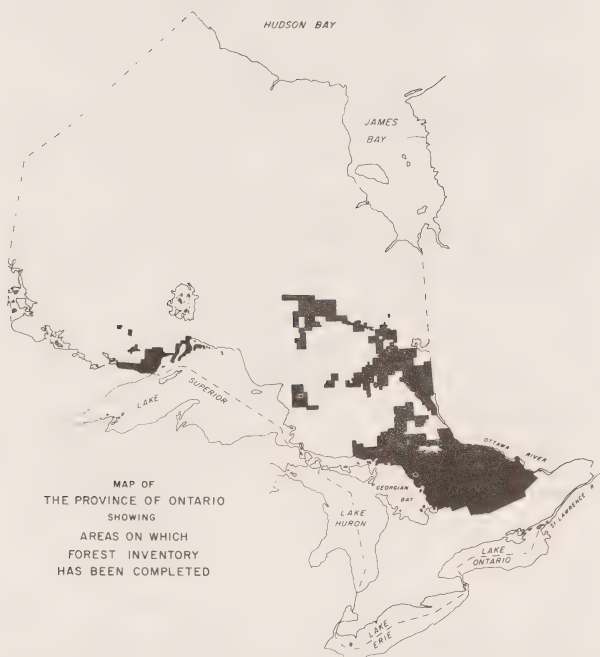 HUDSON BAY
JAMES
BAY
LAKE
SUPERIOR
OTTAWA RIVER
GEORGIAN
BAY
ST. LAWRENCE R
LAKE
HURON
LAKE
ONTARIO
LAKE
ERIE
MAP OF
THE PROVINCE OF ONTARIO
SHOWING
AREAS ON WHICH
FOREST INVENTORY
HAS BEEN COMPLETED